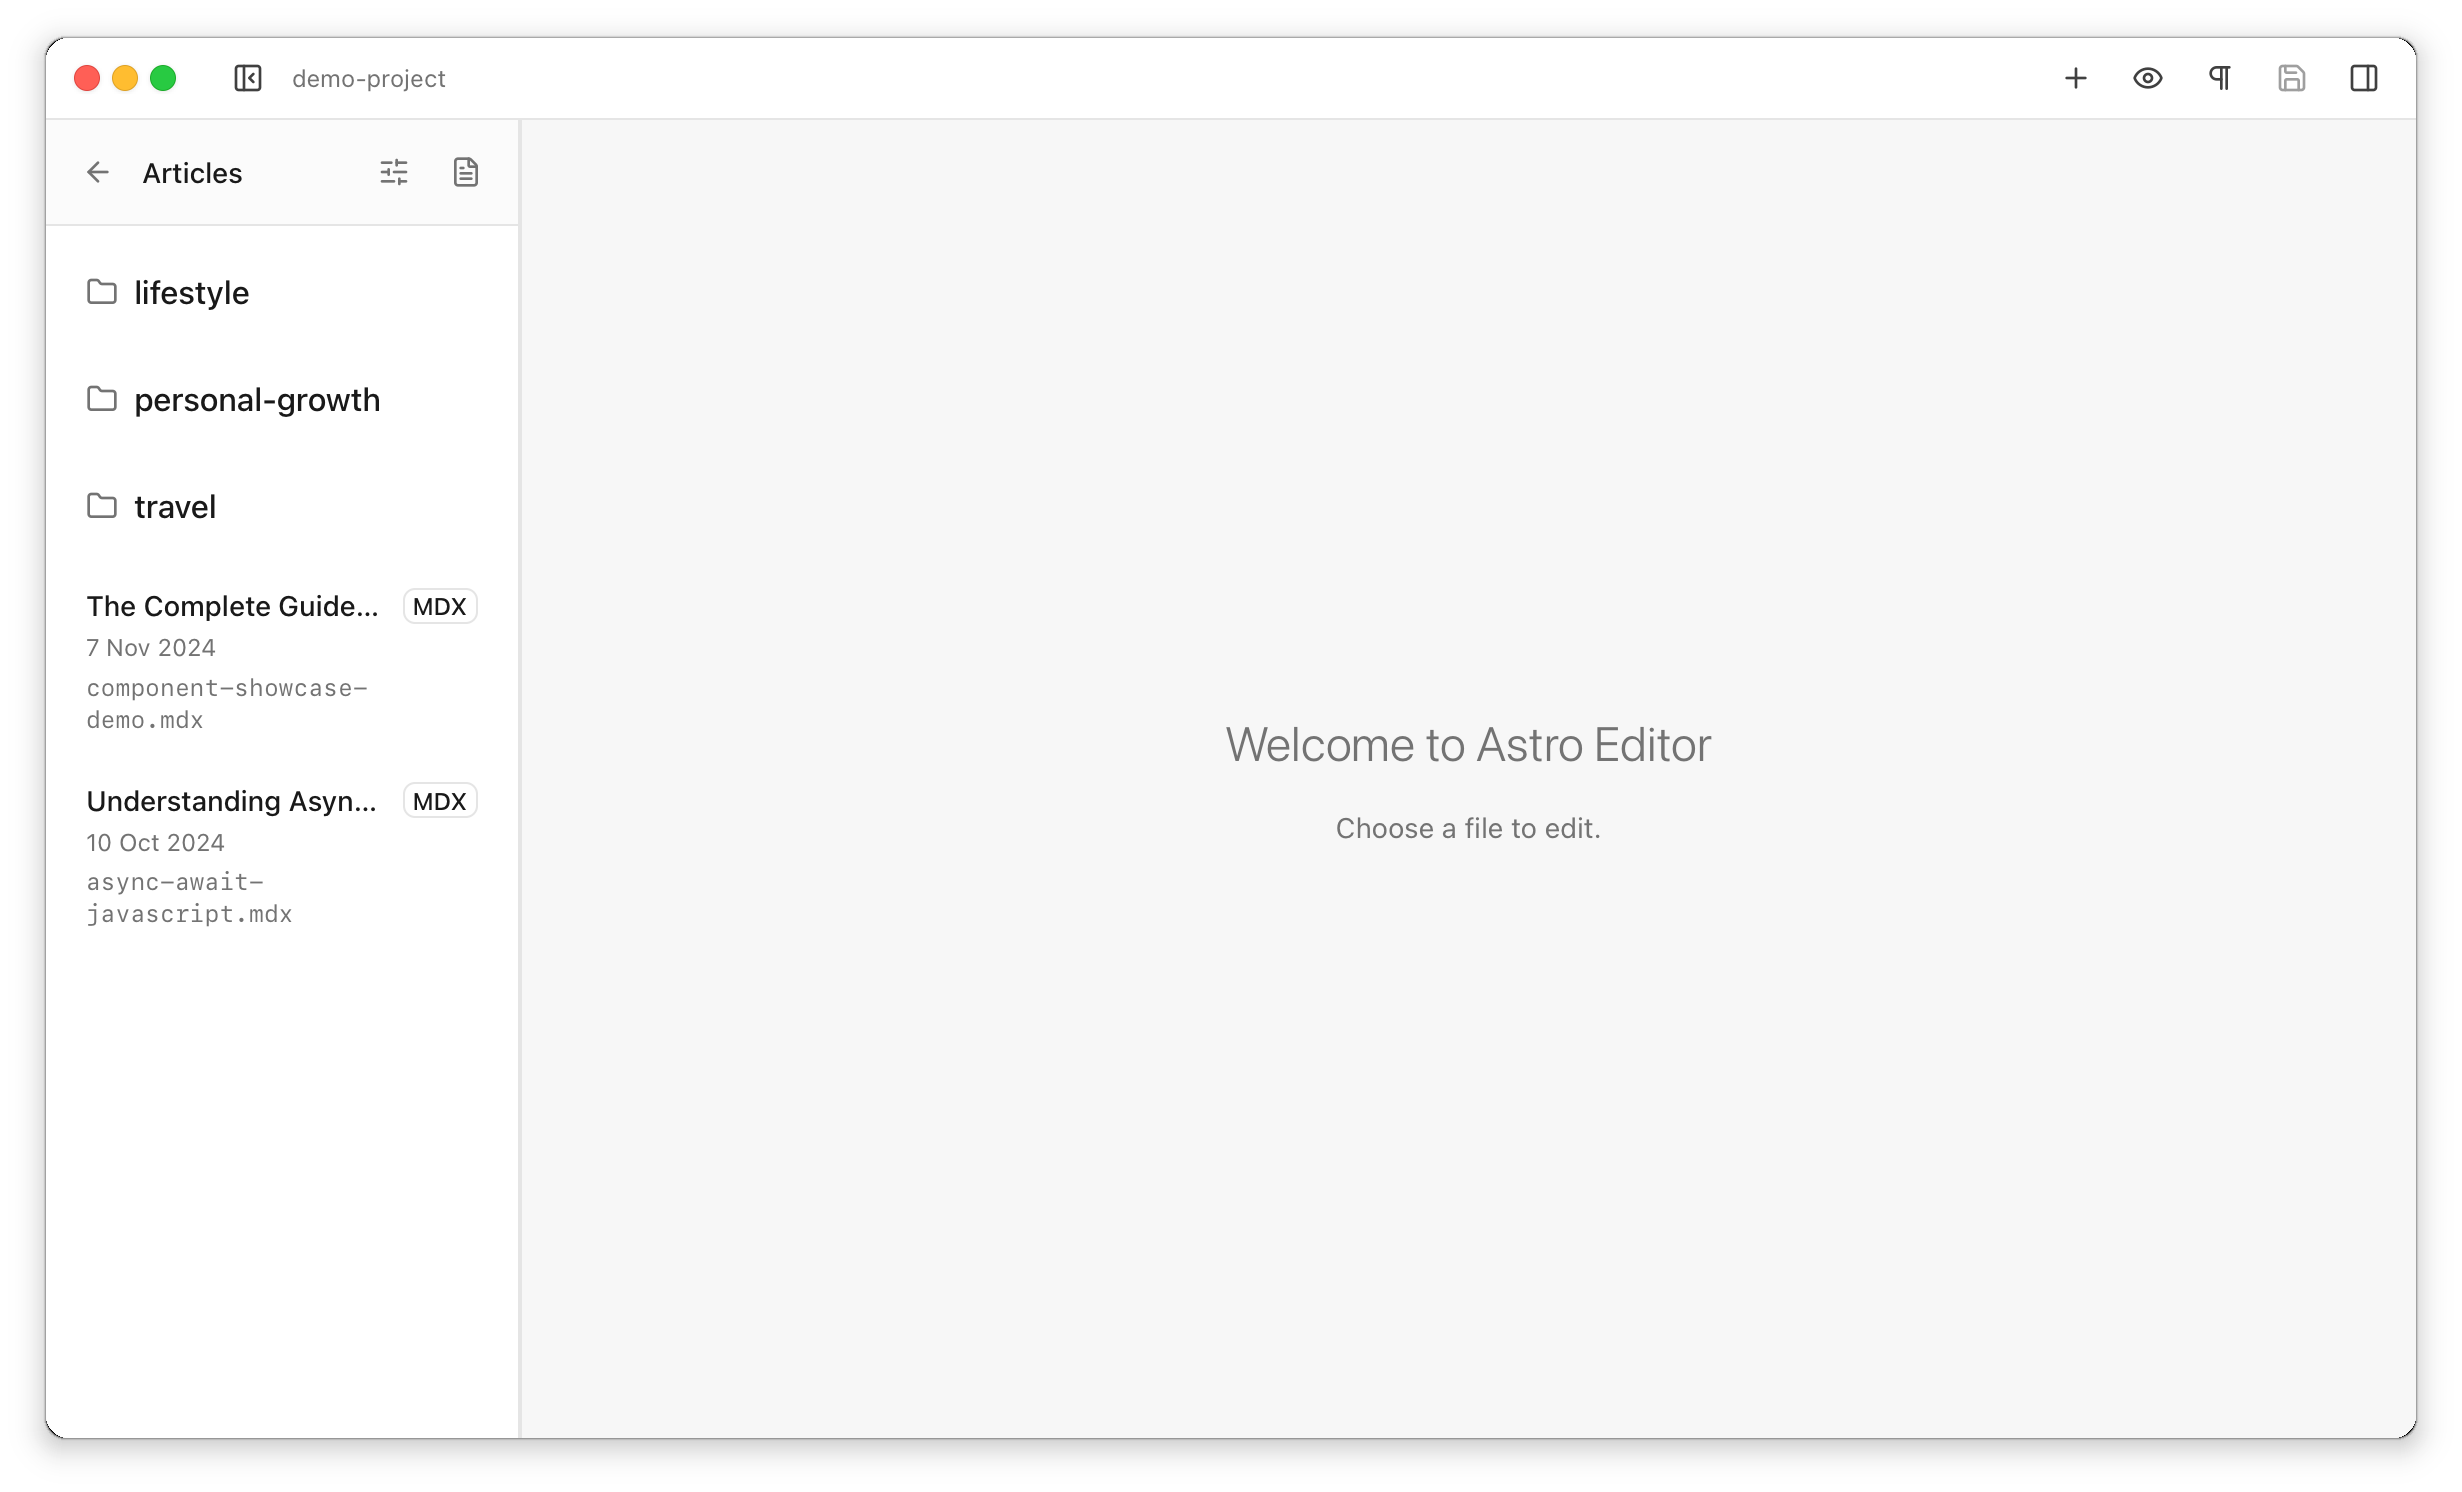 demo-project
Articles
lifestyle
personal-growth
travel
The Complete Guide...
MDX
7 Nov 2024
component-showcase-
demo.mdx
Understanding Asyn...
MDX
10 Oct 2024
async-await-
javascript.mdx
Welcome to Astro Editor
Choose a file to edit.